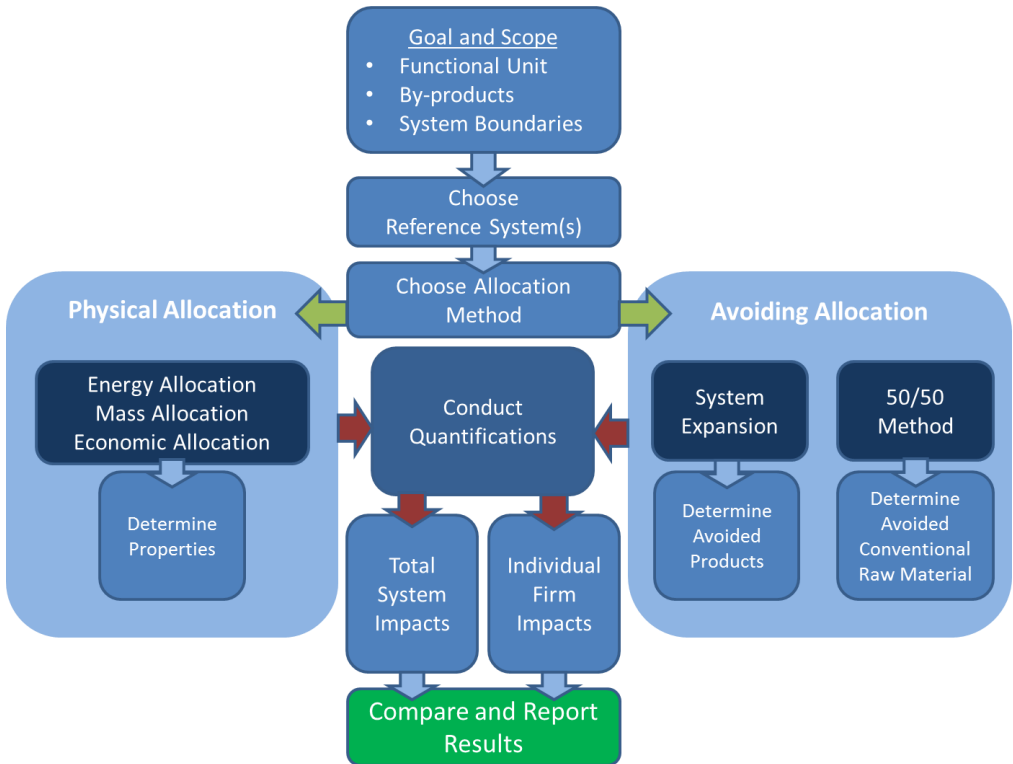 Goal and Scope
• Functional Unit
• By-products
• System Boundaries
Choose
Reference System(s)
Choose Allocation
Method
Physical Allocation
Energy Allocation
Mass Allocation
Economic Allocation
Determine
Properties
Conduct
Quantifications
Avoiding Allocation
System
Expansion
50/50
Method
Determine
Avoided
Products
Determine
Avoided
Conventional
Raw Material
Total
System
Impacts
Individual
Firm
Impacts
Compare and Report
Results